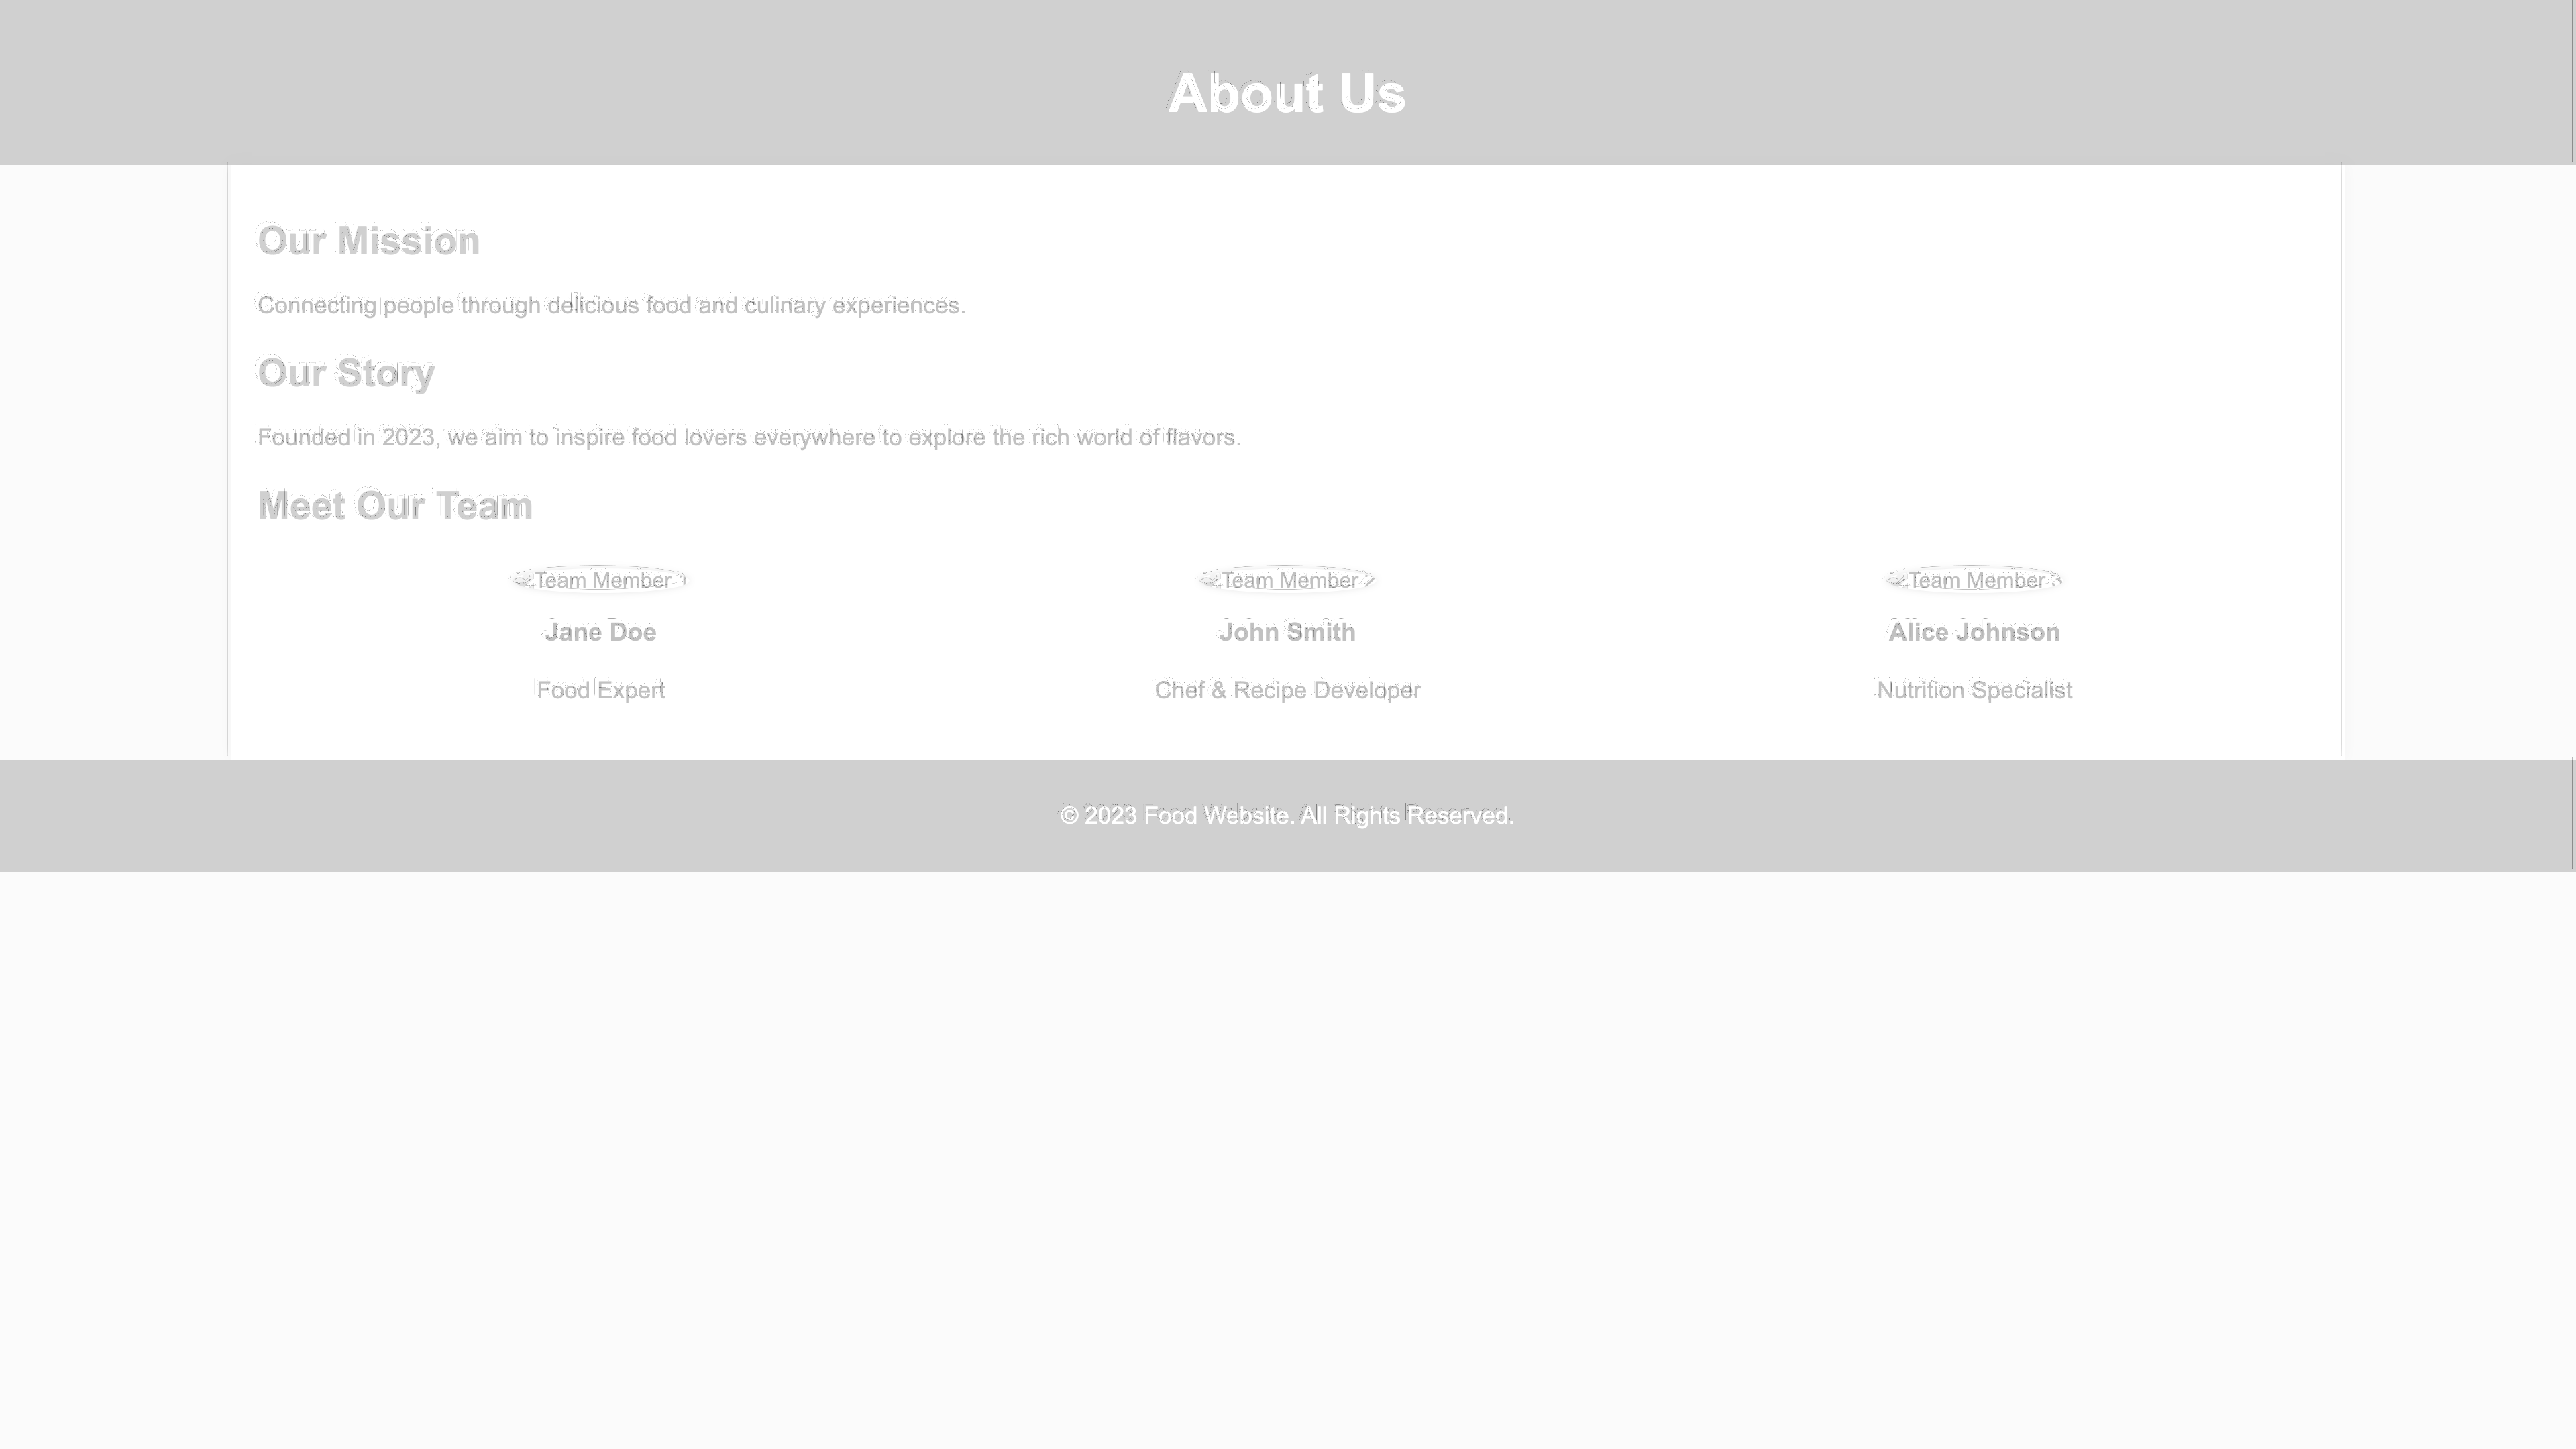 About Us
Our Mission
Connecting people through delicious food and culinary experiences.
Our Story
Founded in 2023, we aim to inspire food lovers everywhere to explore the rich world of flavors.
Meet Our Team
Team Member 1
Team Member 2
Team Member 3
Jane Doe
John Smith
Alice Johnson
Food Expert
Chef & Recipe Developer
Nutrition Specialist
© 2023 Food Website. All Rights Reserved.